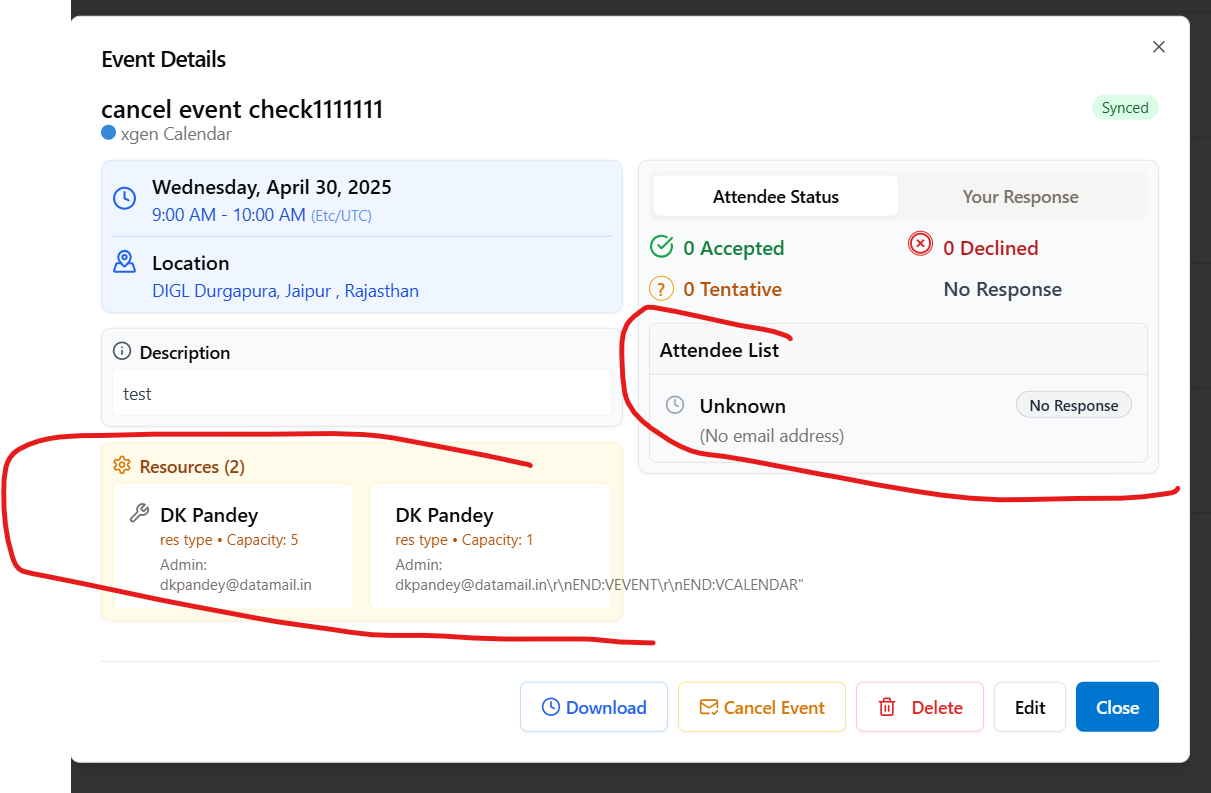 Event Details
cancel event check1111111
Synced
xgen Calendar
Wednesday, April 30, 2025
9:00 AM - 10:00 AM (Etc/UTC)
Location
DIGL Durgapura, Jaipur , Rajasthan
Description
test
Resources (2)
DK Pandey
res type • Capacity: 5
Admin:
dkpandey@datamail.in
DK Pandey
res type • Capacity: 1
Admin:
dkpandey@datamail.in\r\nEND:VEVENT\r\nEND:VCALENDAR"
Attendee Status
Your Response
0 Accepted
0 Declined
0 Tentative
No Response
Attendee List
Unknown
No Response
(No email address)
Download
Cancel Event
Delete
Edit
Close